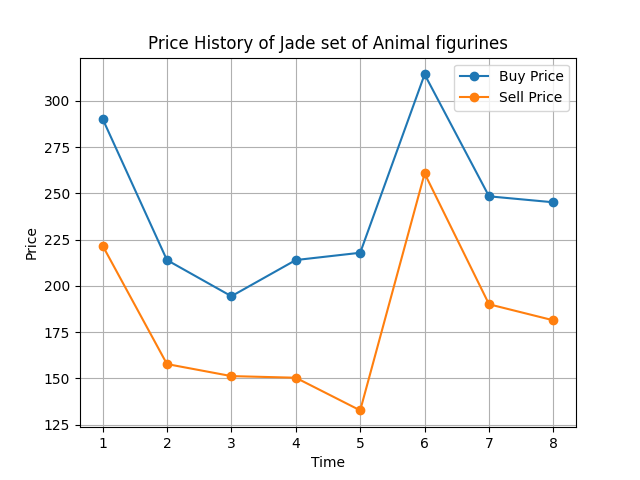 Price History of Jade set of Animal figurines
Buy Price
Sell Price
300
275
250
225
200
175
150
125
Price
1 2 3 4 5 6 7 8
Time